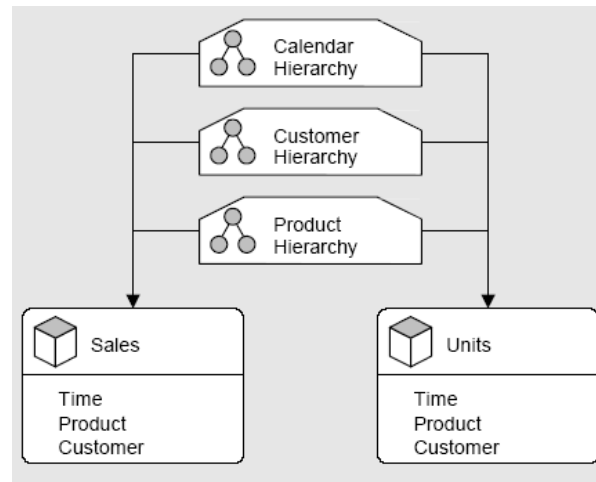 Calendar
Hierarchy
Customer
Hierarchy
Product
Hierarchy
Sales
Time
Product
Customer
Units
Time
Product
Customer